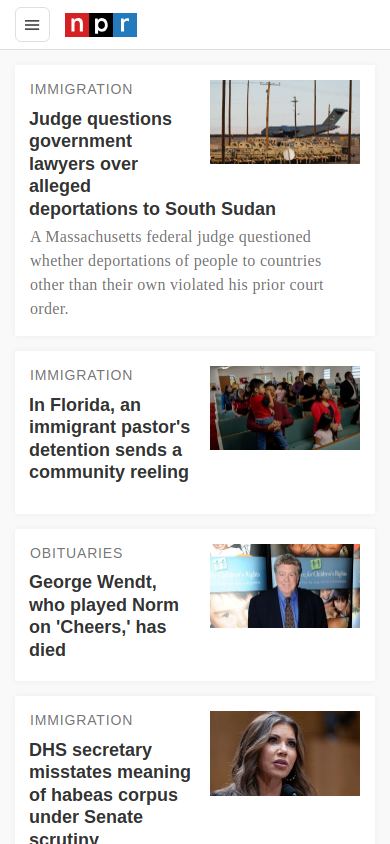 npr
IMMIGRATION
Judge questions
government
lawyers over
alleged
deportations to South Sudan
A Massachusetts federal judge questioned
whether deportations of people to countries
other than their own violated his prior court
order.
IMMIGRATION
In Florida, an
immigrant pastor's
detention sends a
community reeling
OBITUARIES
George Wendt,
who played Norm
on 'Cheers,' has
died
IMMIGRATION
DHS secretary
misstates meaning
of habeas corpus
under Senate
scrutiny